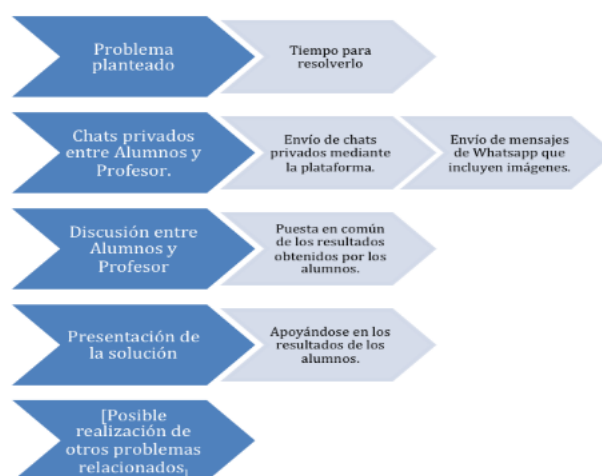 Problema
planteado
Tiempo para
resolverlo
Chats privados
entre Alumnos y
Profesor.
Envío de chats
privados mediante
la plataforma.
Envío de mensajes
de Whatsapp que
incluyen imágenes.
Discusión entre
Alumnos y
Profesor
Puesta en común
de los resultados
obtenidos por los
alumnos.
Presentación de
la solución
Apoyándose en los
resultados de los
alumnos.
[Posible
realización de
otros problemas
relacionados]